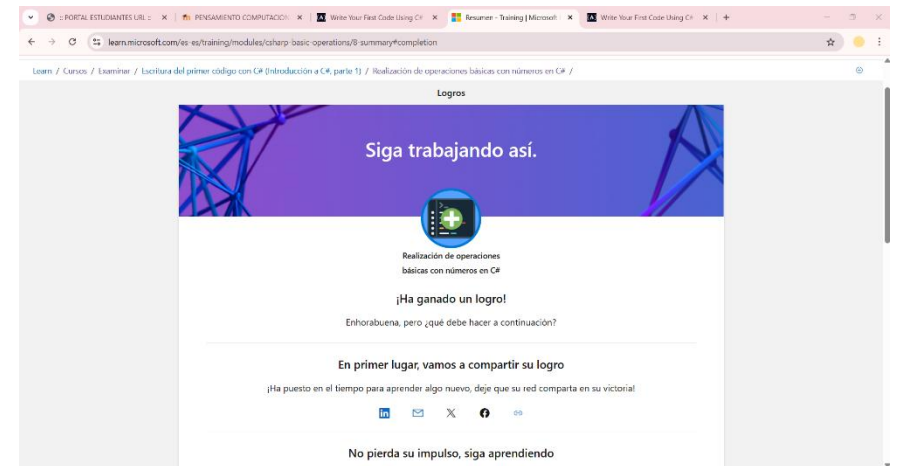 :: PORTAL ESTUDIANTES URL ::
PENSAMIENTO COMPUTACION
Write Your First Code Using C#
Resumen - Training | Microsoft
Write Your First Code Using C#
learn.microsoft.com/es-es/training/modules/csharp-basic-operations/8-summary#completion
Learn / Cursos / Examinar / Escritura del primer código con C# (Introducción a C#, parte 1) / Realización de operaciones básicas con números en C# /
Logros
Siga trabajando así.
Realización de operaciones
básicas con números en C#
¡Ha ganado un logro!
Enhorabuena, pero ¿qué debe hacer a continuación?
En primer lugar, vamos a compartir su logro
¡Ha puesto en el tiempo para aprender algo nuevo, deje que su red comparta en su victoria!
No pierda su impulso, siga aprendiendo